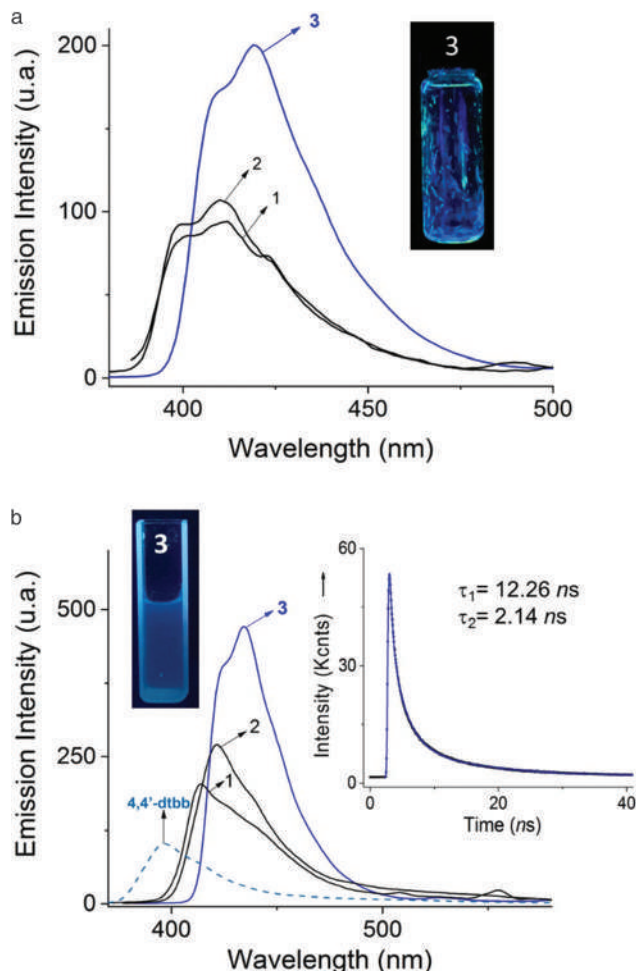 a
200
100
0
Emission Intensity (u.a.)
3
2
1
3
400
450
500
Wavelength (nm)
b
500
250
0
Emission Intensity (u.a.)
3
3
2
1
4,4'-dtbb
400
500
Wavelength (nm)
60
30
0
Intensity (Kcnts)
τ₁= 12.26 ns
τ₂= 2.14 ns
0
20
40
Time (ns)